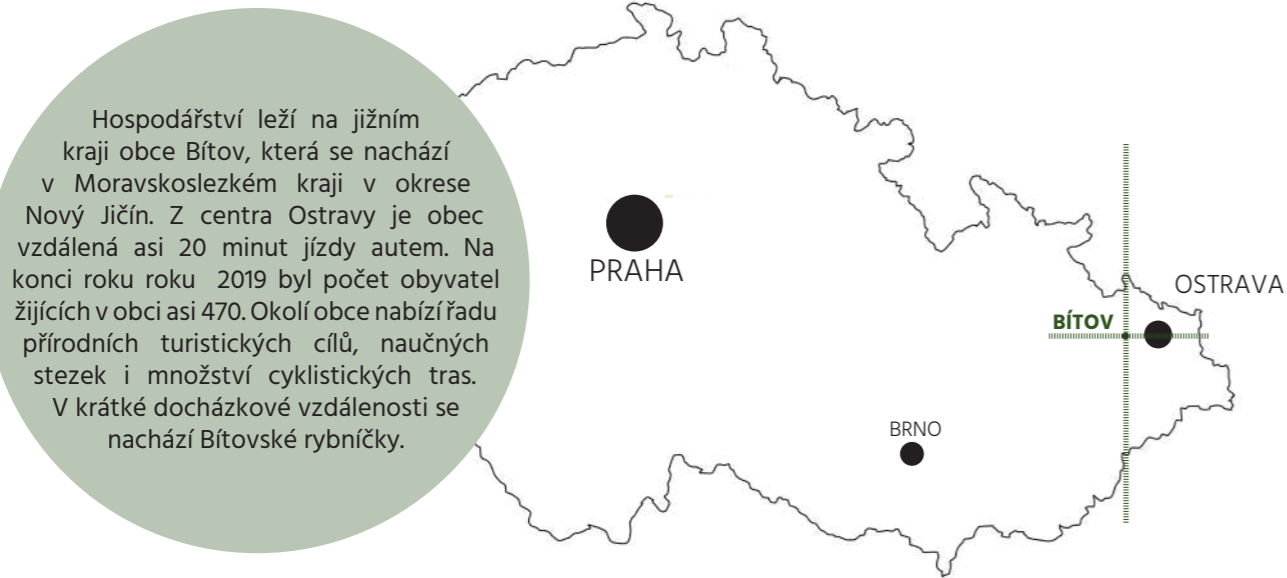 Hospodářství leží na jižním
kraji obce Bítov, která se nachází
v Moravskoslezkém kraji v okrese
Nový Jičín. Z centra Ostravy je obec
vzdálená asi 20 minut jízdy autem. Na
konci roku roku 2019 byl počet obyvatel
žijících v obci asi 470. Okolí obce nabízí řadu
přírodních turistických cílů, naučných
stezek i množství cyklistických tras.
V krátké docházkové vzdálenosti se
nachází Bítovské rybníčky.
PRAHA
OSTRAVA
BÍTOV
BRNO